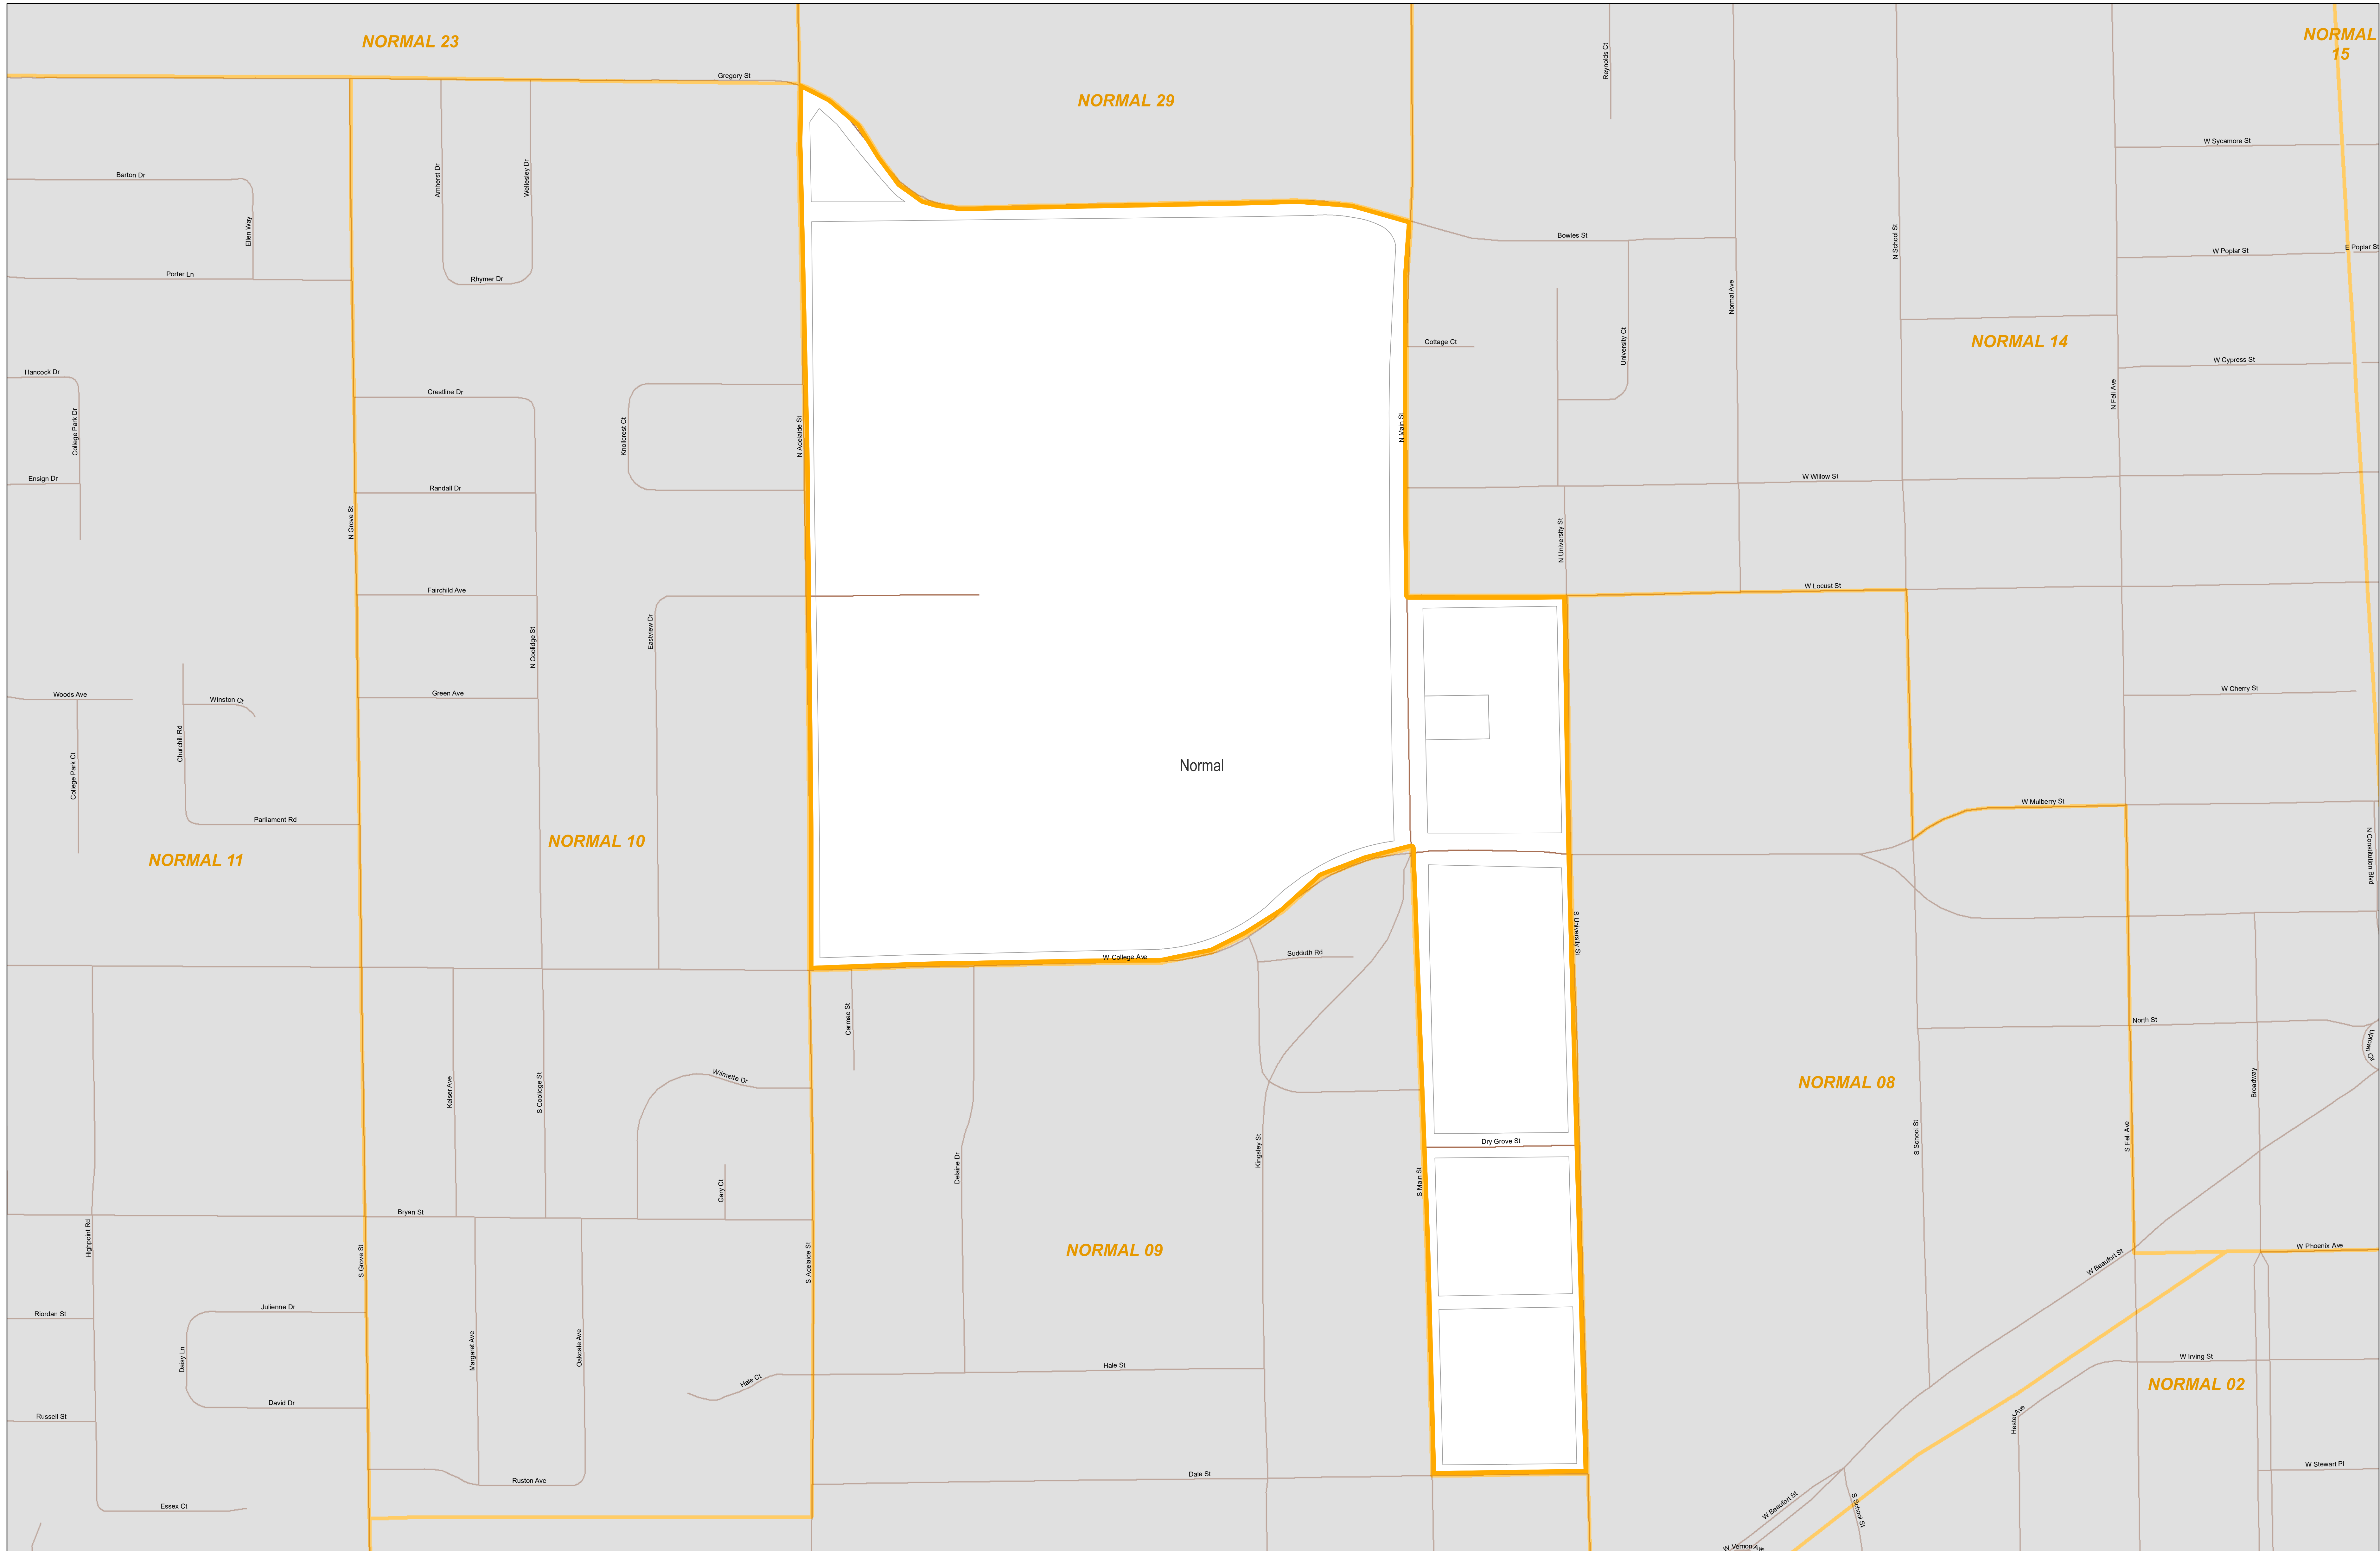 NORMAL 23
NORMAL
15
Gregory St
NORMAL 29
Reynolds Ct
W Sycamore St
Barton Dr
Amherst Dr
Wellesley Dr
Ellen Way
Bowles St
N School St
W Poplar St
E Poplar St
Porter Ln
Rhymer Dr
Normal Ave
Cottage Ct
University Ct
NORMAL 14
W Cypress St
Hancock Dr
College Park Dr
Crestline Dr
Knollcrest Ct
N Adelaide St
N Main St
N Fell Ave
Ensign Dr
Randall Dr
W Willow St
N Grove St
N University St
Fairchild Ave
W Locust St
Eastview Dr
N Coolidge St
Woods Ave
Winston Ct
Green Ave
W Cherry St
Churchill Rd
College Park Ct
Normal
Parliament Rd
W Mulberry St
NORMAL 11
NORMAL 10
N Constitution Blvd
S University St
W College Ave
Sudduth Rd
Carmae St
North St
Uptown Cir
Keiser Ave
S Coolidge St
Wilmette Dr
NORMAL 08
Broadway
Dry Grove St
Kingsley St
S School St
S Fell Ave
Delaine Dr
Gary Ct
S Main St
Bryan St
Highpoint Rd
S Grove St
S Adelaide St
NORMAL 09
W Phoenix Ave
W Beaufort St
Riordan St
Julienne Dr
Daisy Ln
Margaret Ave
Oakdale Ave
Hale Ct
Hale St
W Irving St
NORMAL 02
David Dr
Russell St
Hester Ave
Ruston Ave
Dale St
W Stewart Pl
Essex Ct
W Beaufort St
S School St
W Vernon Ave